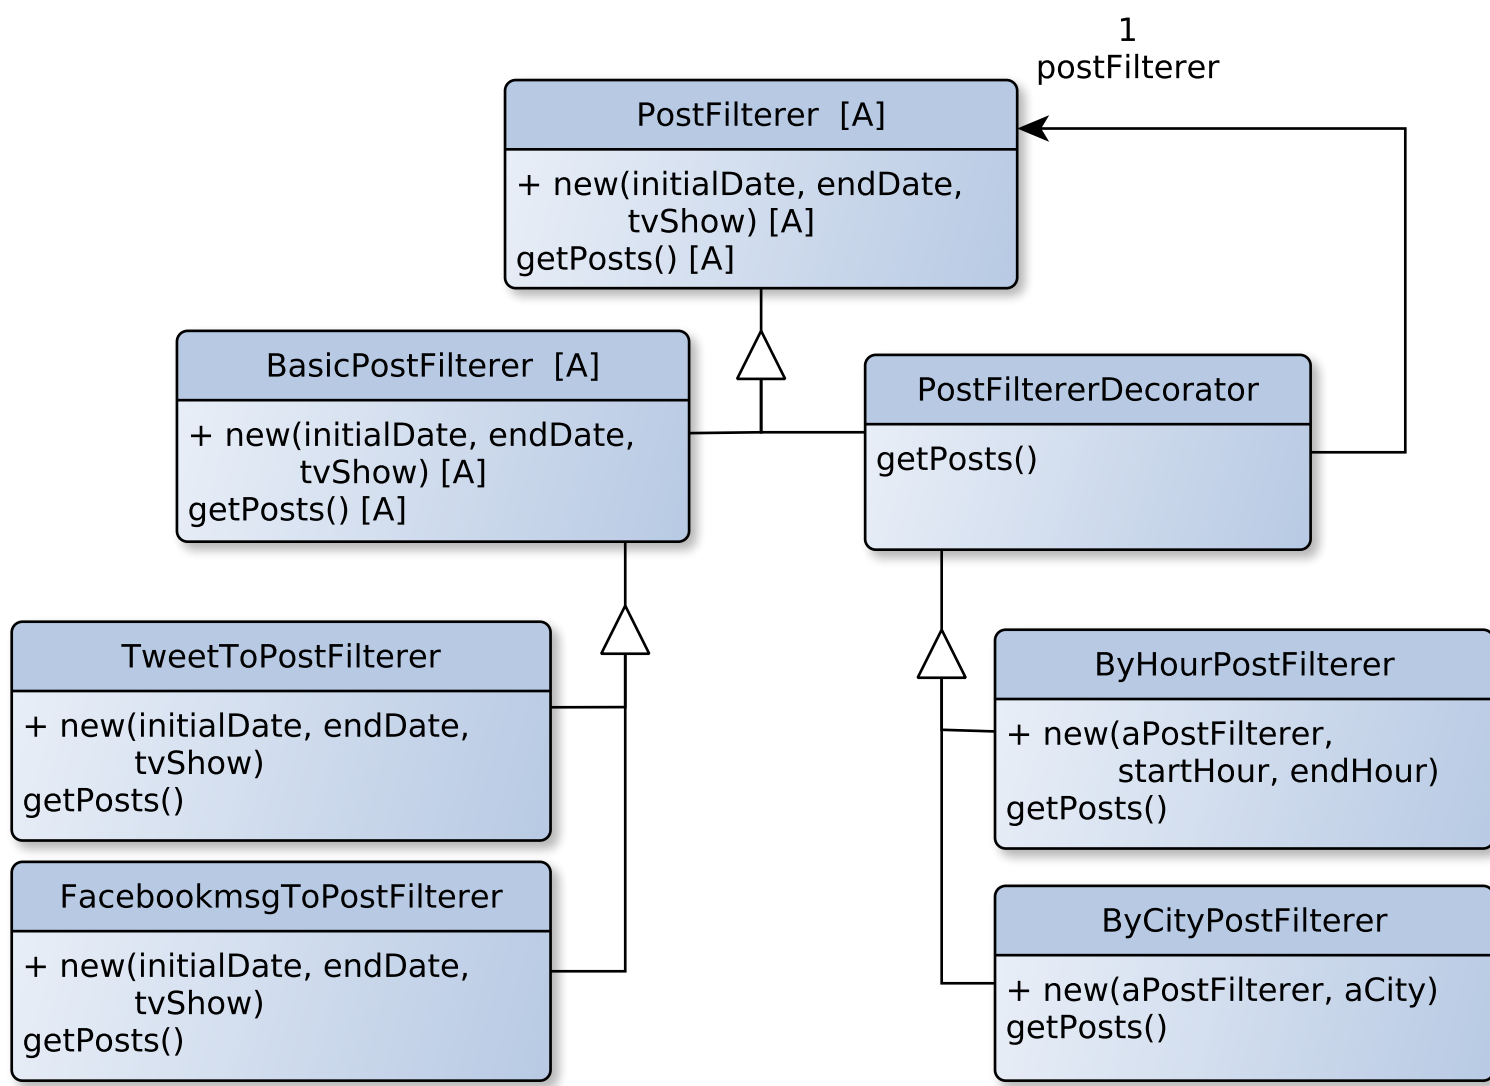 1
postFilterer
PostFilterer [A]
+ new(initialDate, endDate,
tvShow) [A]
getPosts() [A]
BasicPostFilterer [A]
+ new(initialDate, endDate,
tvShow) [A]
getPosts() [A]
PostFiltererDecorator
getPosts()
TweetToPostFilterer
+ new(initialDate, endDate,
tvShow)
getPosts()
ByHourPostFilterer
+ new(aPostFilterer,
startHour, endHour)
getPosts()
FacebookmsgToPostFilterer
+ new(initialDate, endDate,
tvShow)
getPosts()
ByCityPostFilterer
+ new(aPostFilterer, aCity)
getPosts()